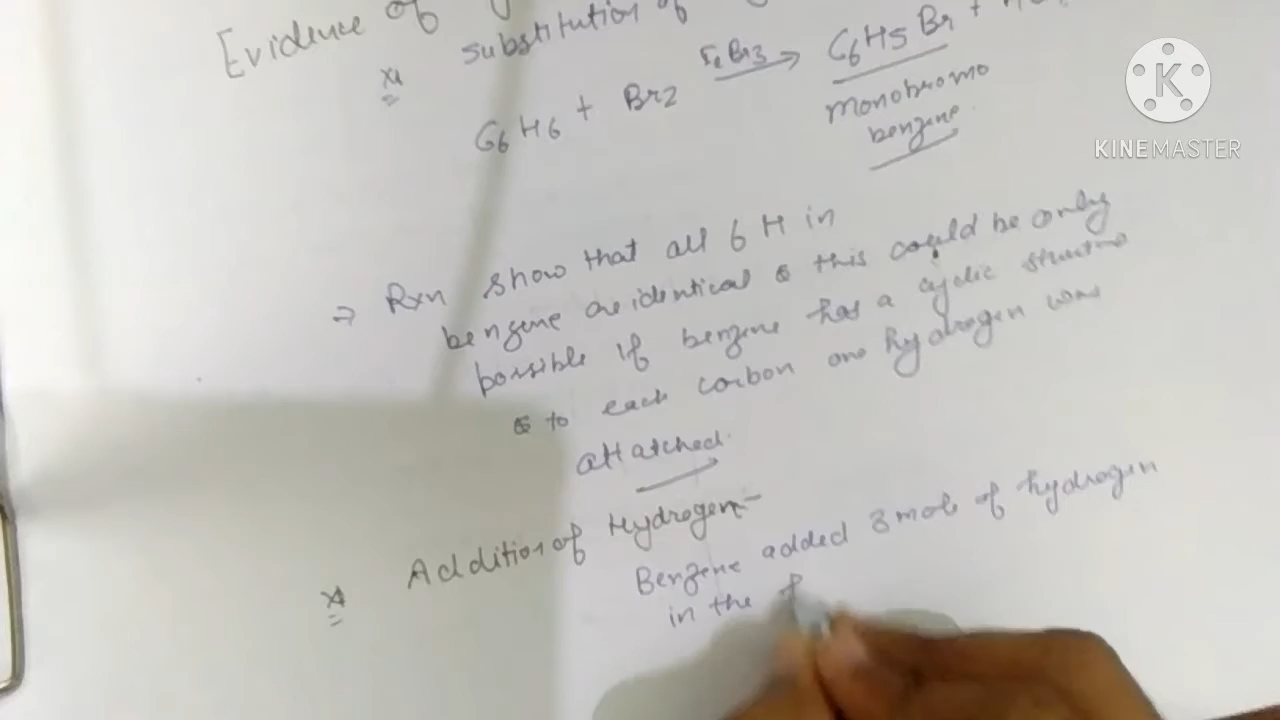 Evidence of
substitution of
C6H6 + Br2 FeBr3 → C6H5Br +
monobromo
benzene
⇒ Rxn show that all 6 H in
benzene are identical & this could be only
possible if benzene has a cyclic structure
& to each carbon one hydrogen was
attatched.
* Addition of Hydrogen:-
Benzene added 3 mole of hydrogen
in the
K
KINEMASTER